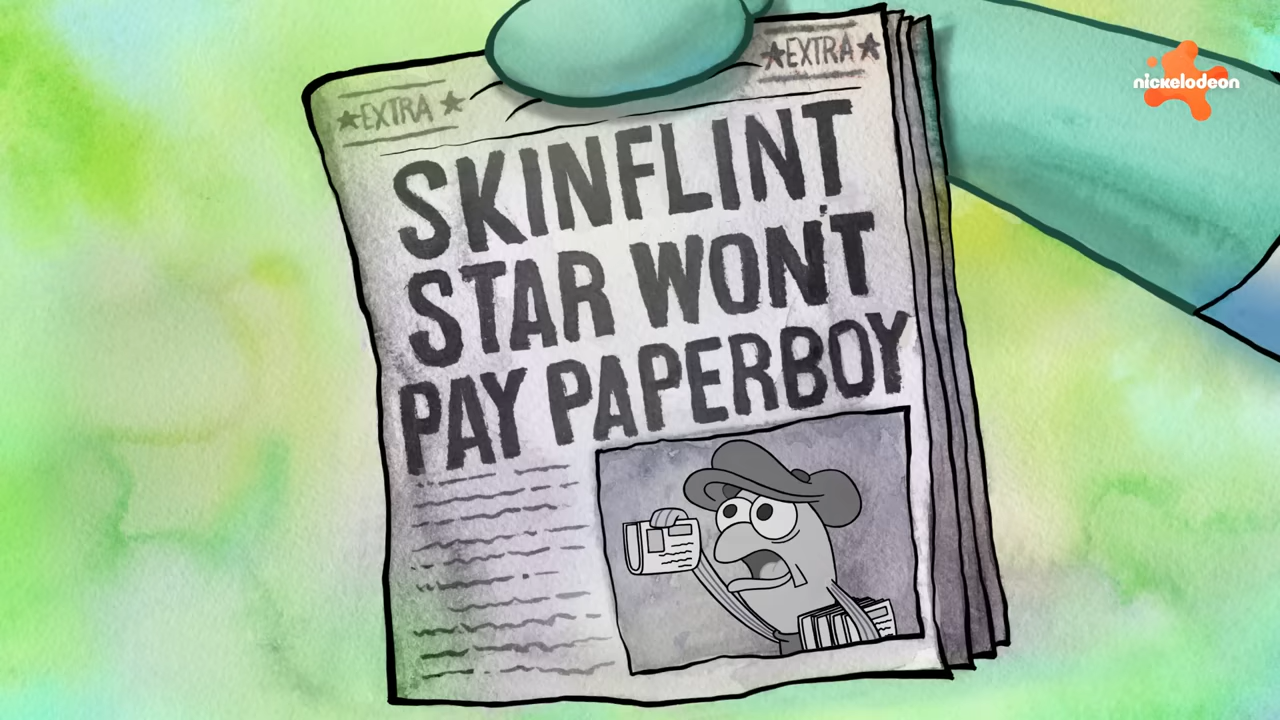 ★EXTRA★
★EXTRA★
SKINFLINT
STAR WON'T
PAY PAPERBOY
nickelodeon